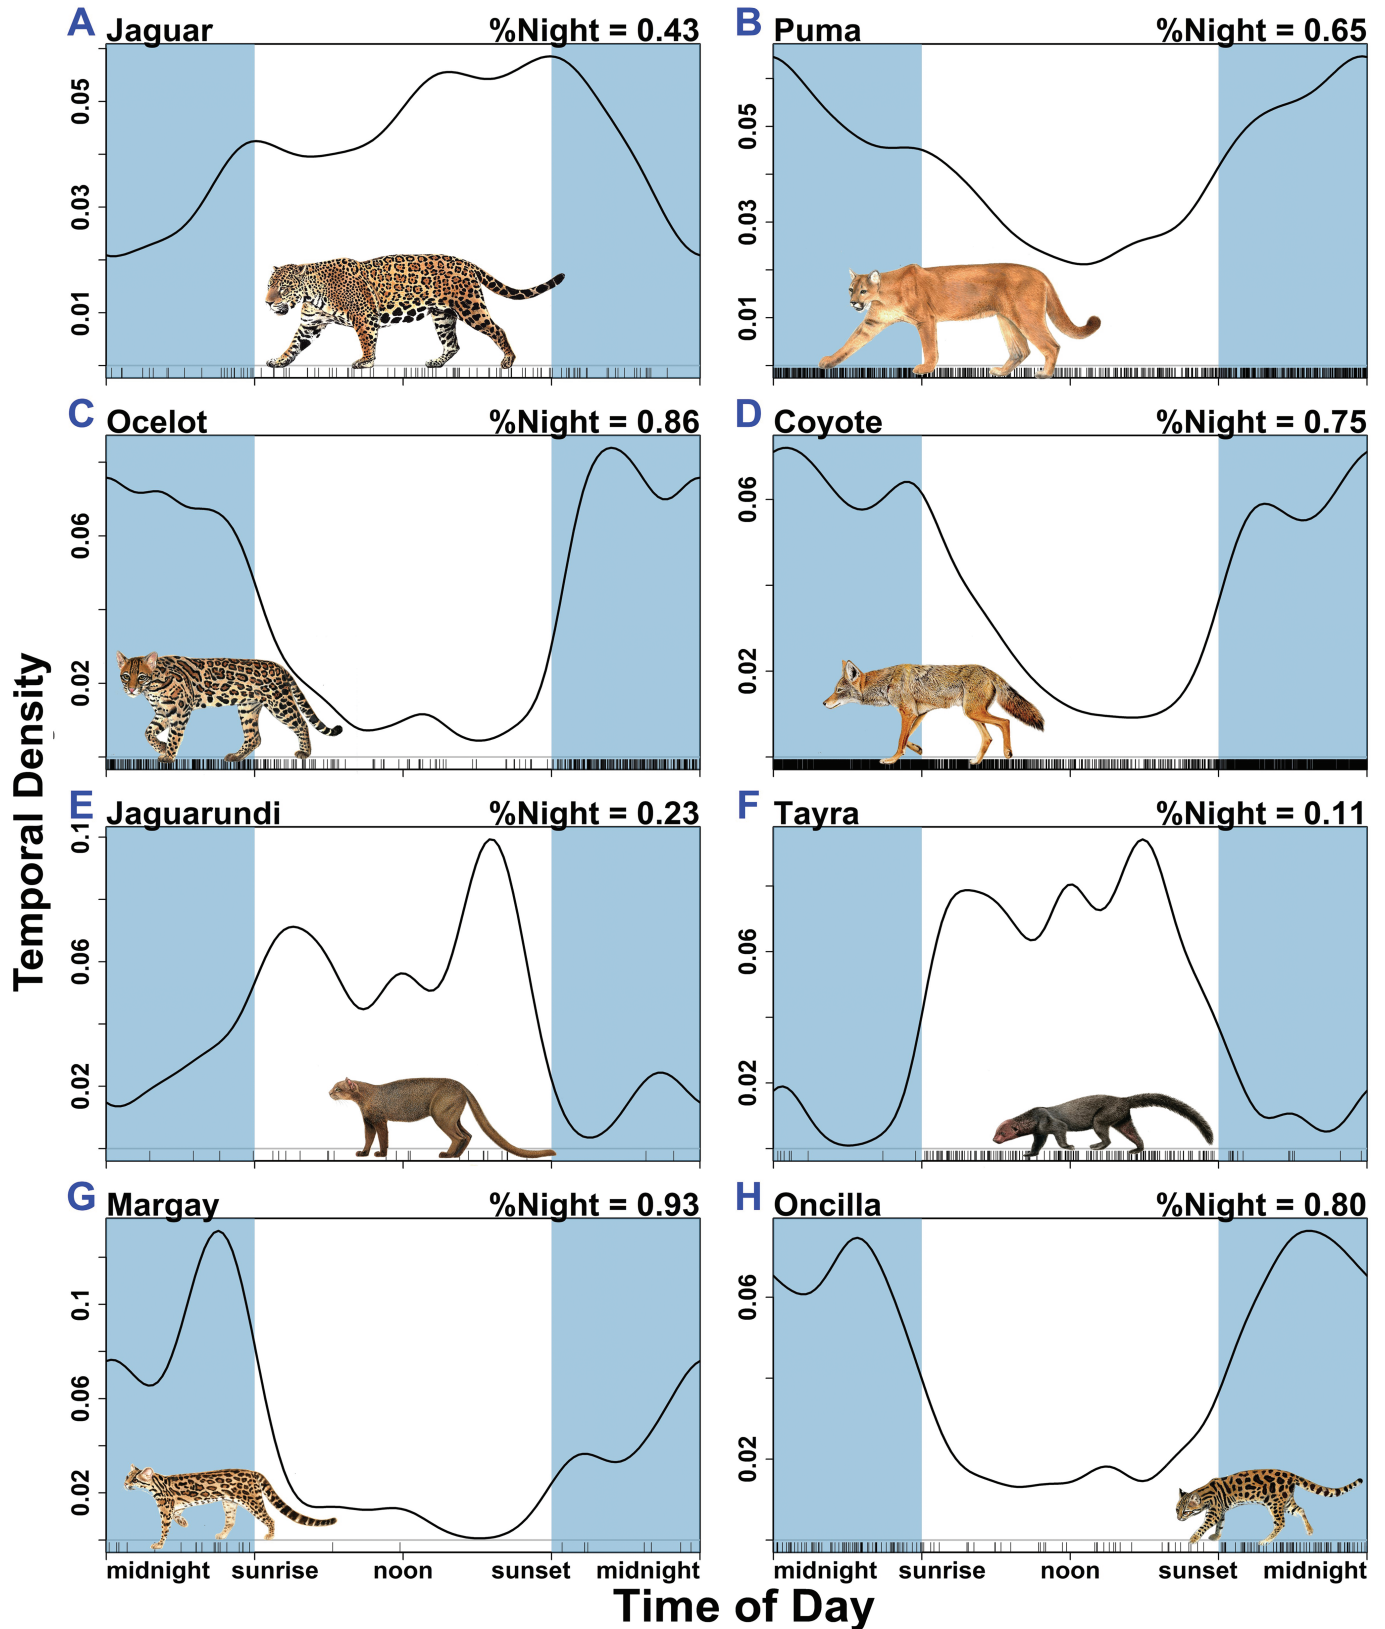 A Jaguar %Night = 0.43
0.05
0.03
0.01
B Puma %Night = 0.65
0.05
0.03
0.01
C Ocelot %Night = 0.86
0.06
0.02
D Coyote %Night = 0.75
0.06
0.02
E Jaguarundi %Night = 0.23
0.1
0.06
0.02
F Tayra %Night = 0.11
0.06
0.02
G Margay %Night = 0.93
0.1
0.06
0.02
H Oncilla %Night = 0.80
0.06
0.02
Temporal Density
midnight sunrise noon sunset midnight
midnight sunrise noon sunset midnight
Time of Day